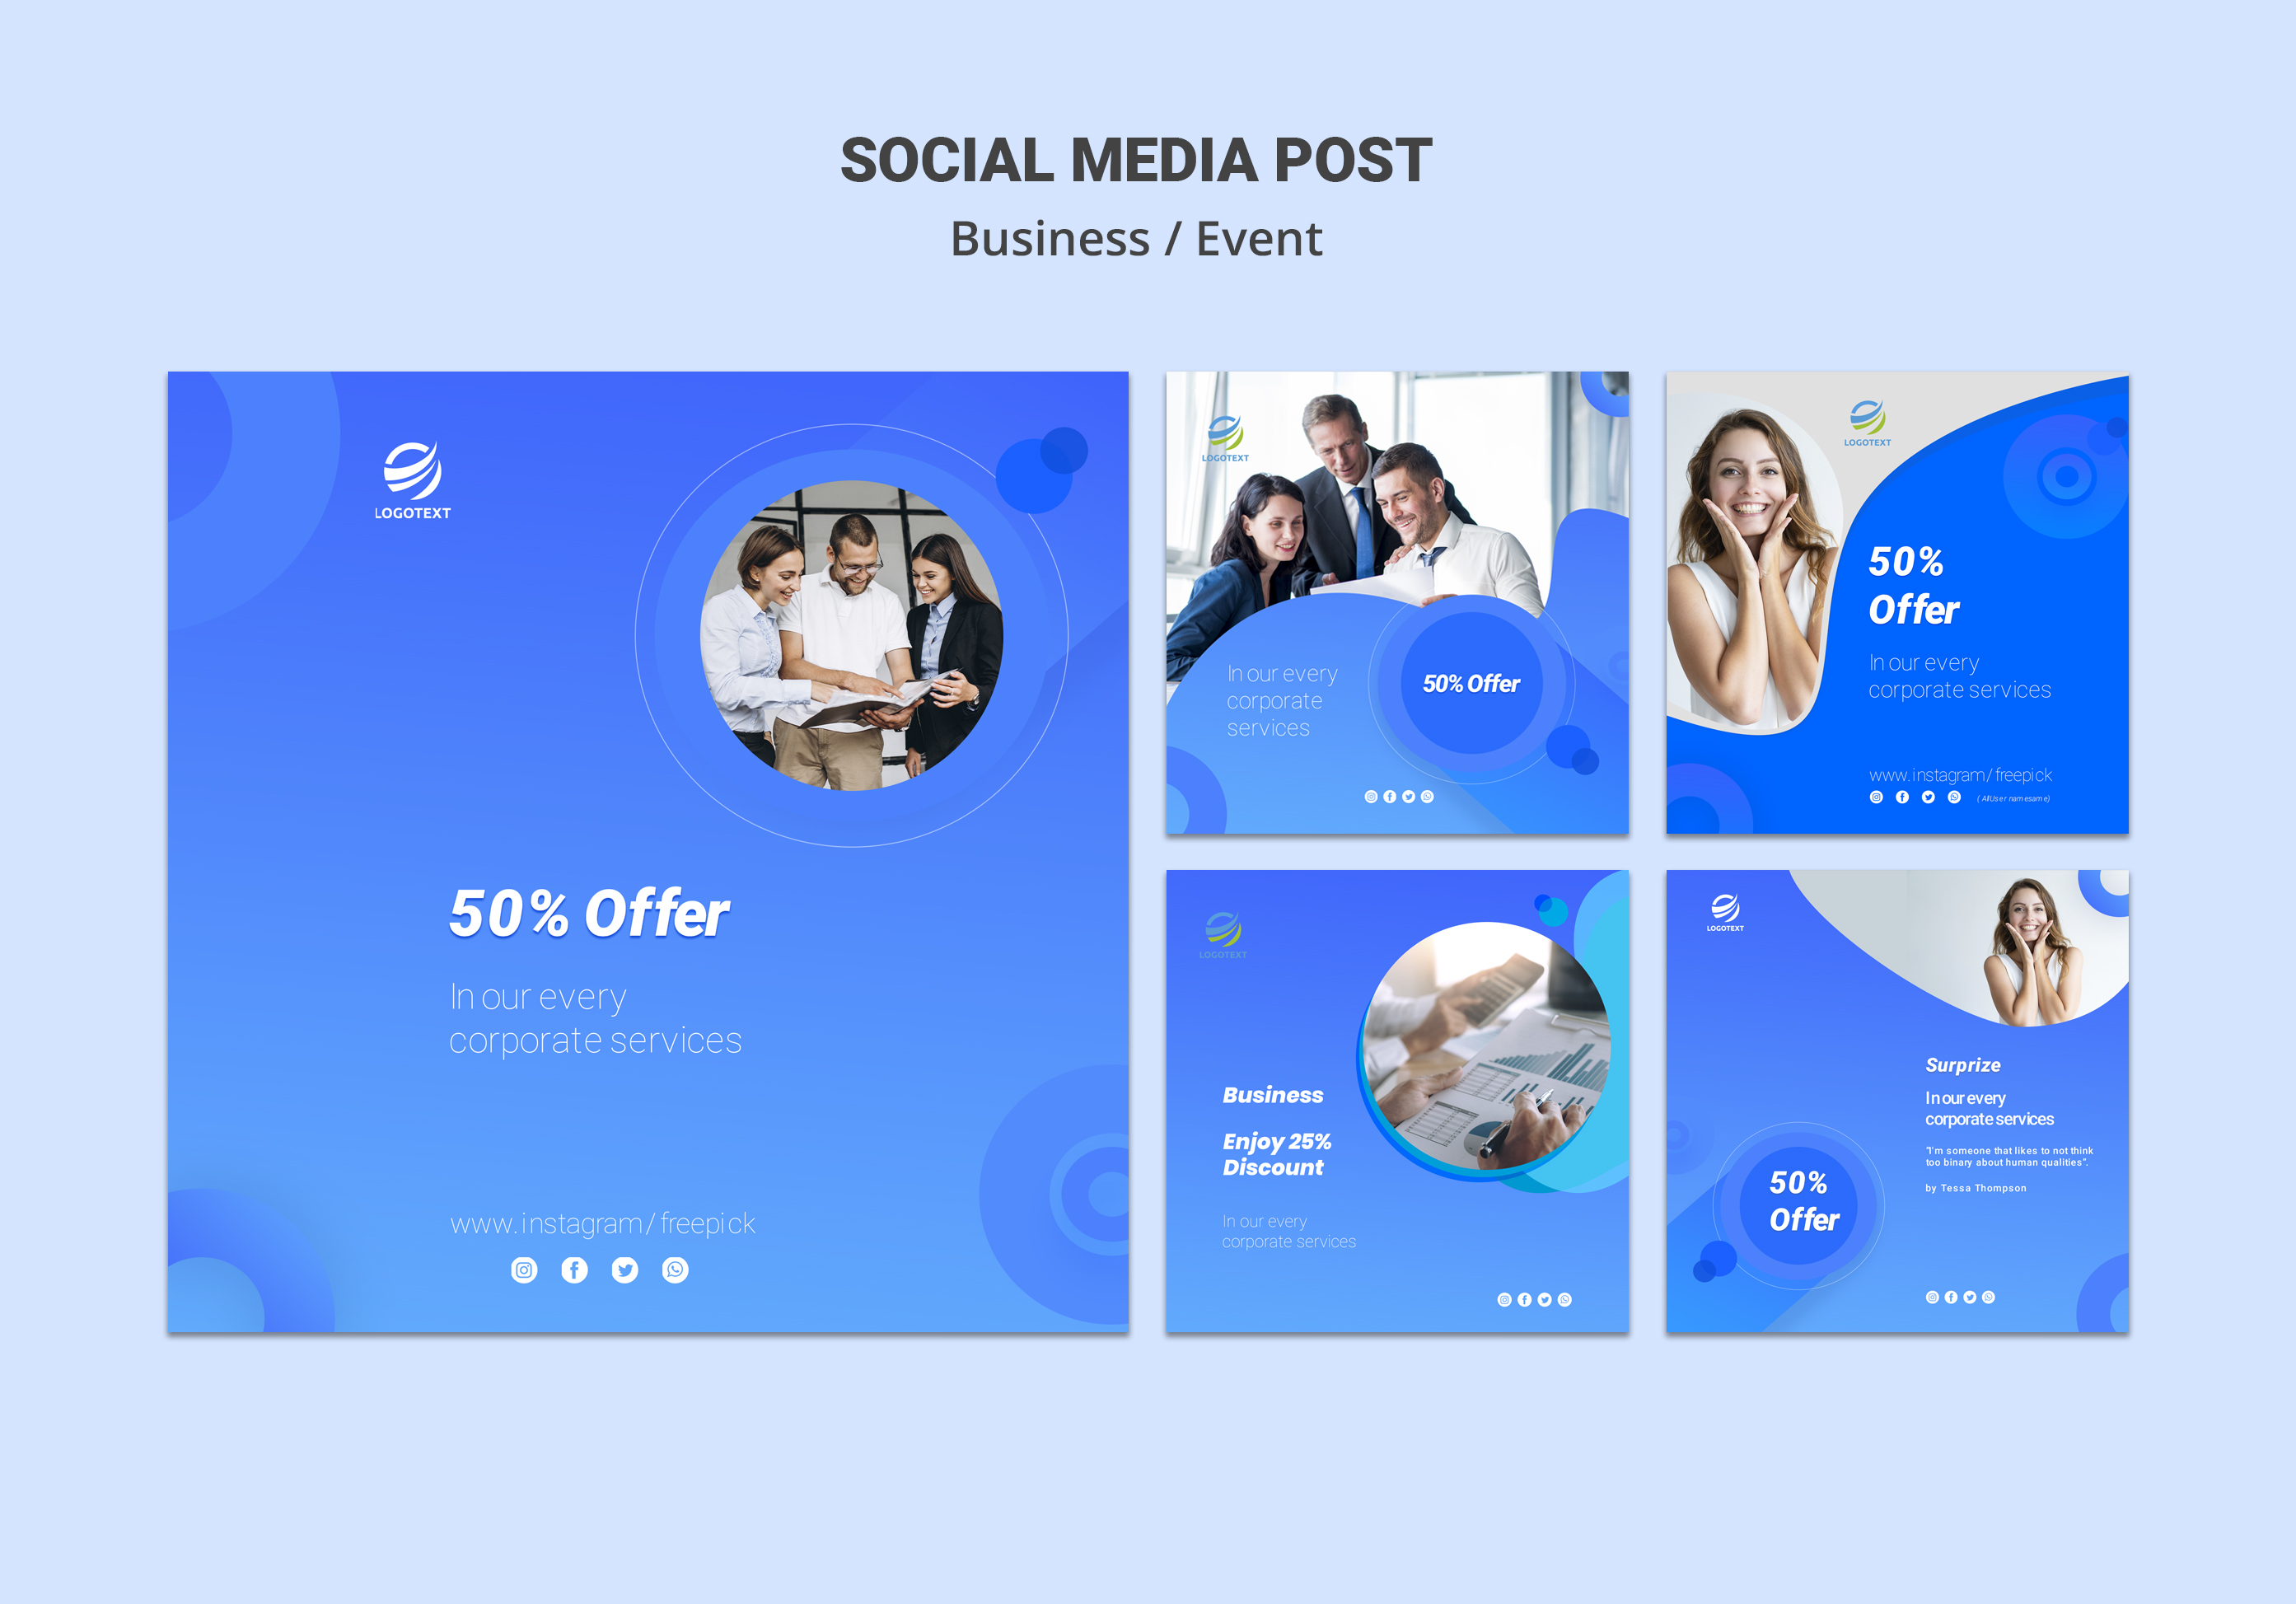 SOCIAL MEDIA POST
Business / Event
LOGOTEXT
50% Offer
In our every
corporate services
www.instagram/freepick
LOGOTEXT
In our every
corporate
services
50% Offer
LOGOTEXT
50%
Offer
In our every
corporate services
www.instagram/freepick
( AllUser namesame)
LOGOTEXT
Business
Enjoy 25%
Discount
In our every
corporate services
LOGOTEXT
Surprize
In our every
corporate services
"I'm someone that likes to not think
too binary about human qualities".
by Tessa Thompson
50%
Offer